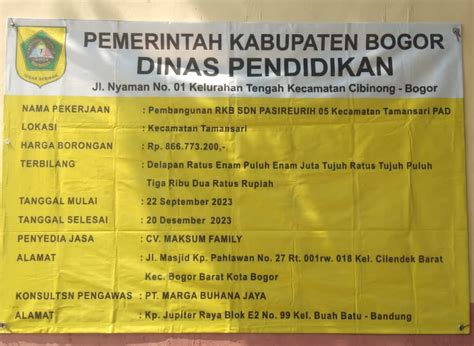 PEMERINTAH KABUPATEN BOGOR
DINAS PENDIDIKAN
Jl. Nyaman No. 01 Kelurahan Tengah Kecamatan Cibinong - Bogor
NAMA PEKERJAAN : Pembangunan RKB SDN PASIREURIH 05 Kecamatan Tamansari PAD
LOKASI : Kecamatan Tamansari
HARGA BORONGAN : Rp. 866.773.200,-
TERBILANG : Delapan Ratus Enam Puluh Enam Juta Tujuh Ratus Tujuh Puluh
Tiga Ribu Dua Ratus Rupiah
TANGGAL MULAI : 22 September 2023
TANGGAL SELESAI : 20 Desember 2023
PENYEDIA JASA : CV. MAKSUM FAMILY
ALAMAT : Jl. Masjid Kp. Pahlawan No. 27 Rt. 001rw. 018 Kel. Cilendek Barat
Kec. Bogor Barat Kota Bogor
KONSULTSN PENGAWAS : PT. MARGA BUHANA JAYA
ALAMAT : Kp. Jupiter Raya Blok E2 No. 99 Kel. Buah Batu - Bandung